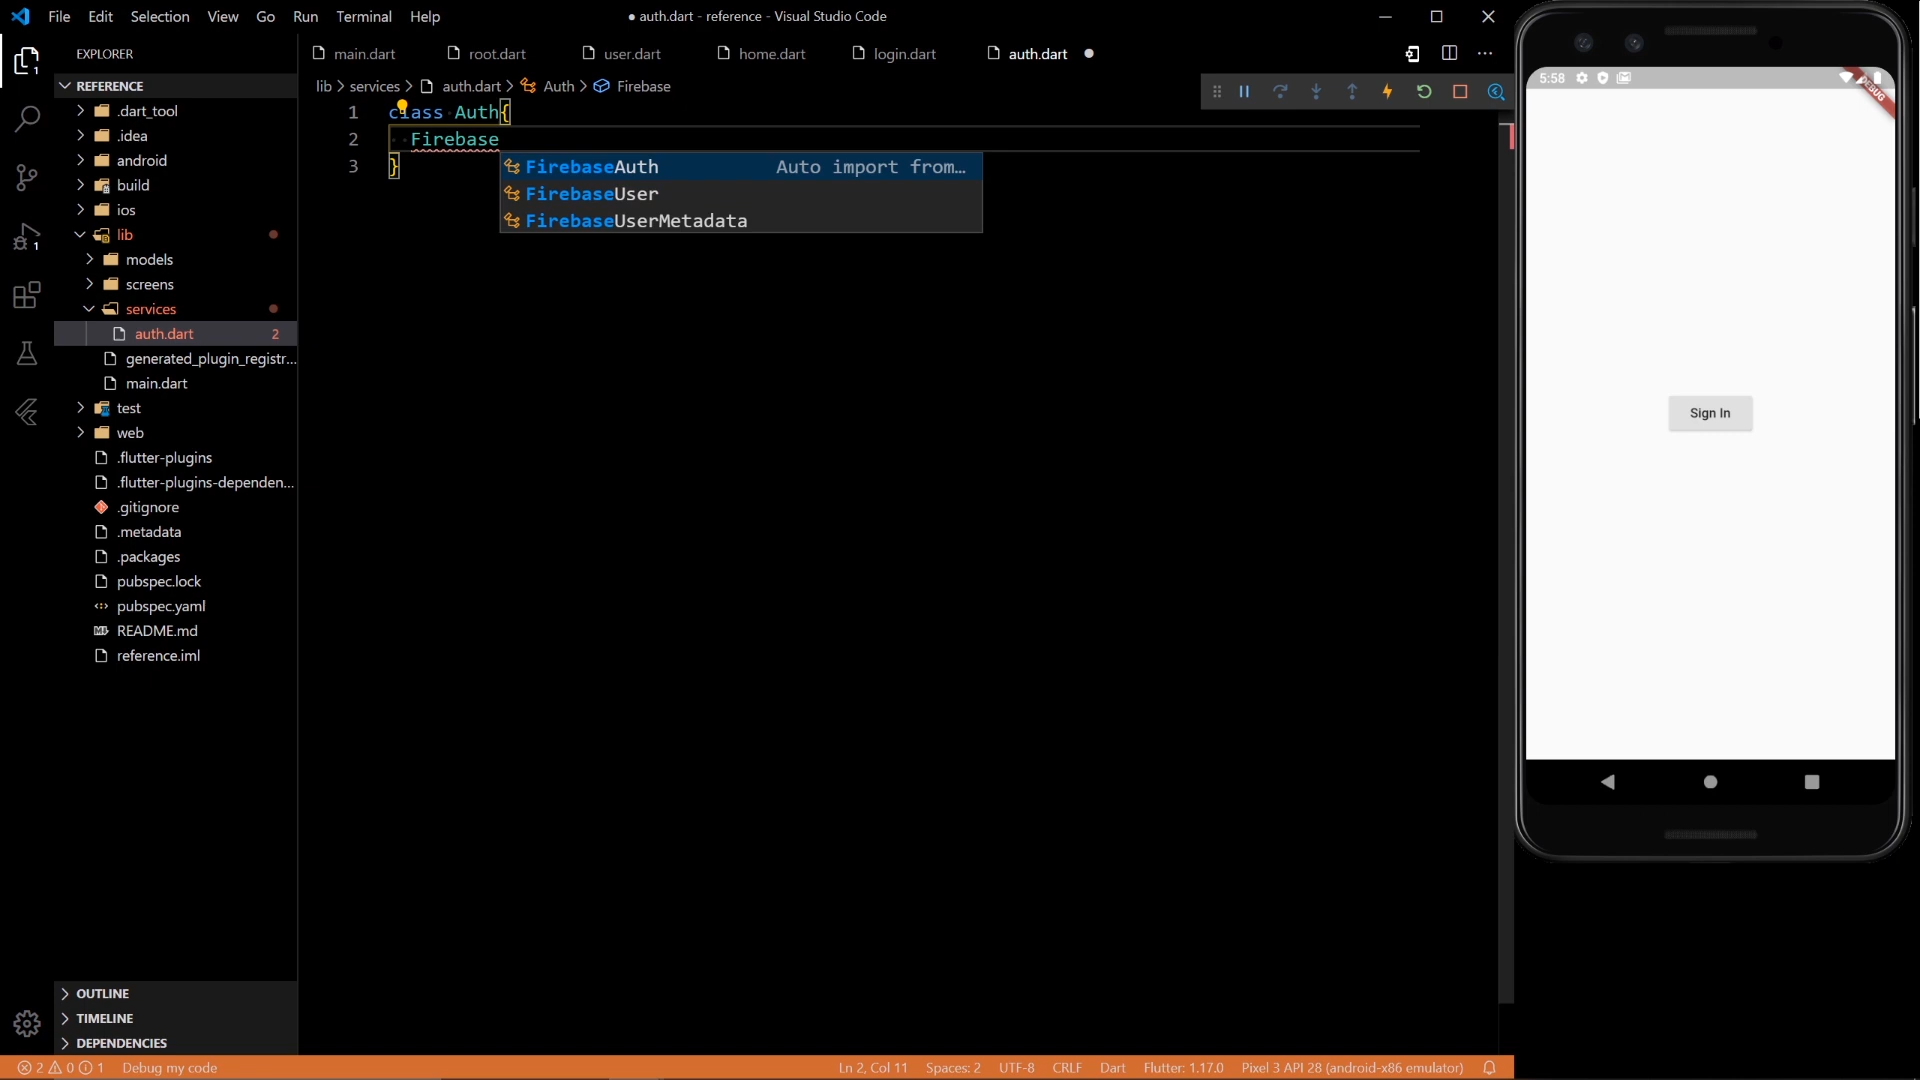 File Edit Selection View Go Run Terminal Help
● auth.dart - reference - Visual Studio Code
EXPLORER
REFERENCE
.dart_tool
.idea
android
build
ios
lib
models
screens
services
auth.dart 2
generated_plugin_registr...
main.dart
test
web
.flutter-plugins
.flutter-plugins-dependen...
.gitignore
.metadata
.packages
pubspec.lock
pubspec.yaml
README.md
reference.iml
OUTLINE
TIMELINE
DEPENDENCIES
1
1
main.dart root.dart user.dart home.dart login.dart auth.dart
lib > services > auth.dart > Auth > Firebase
1 class Auth{
2 Firebase
3 }
FirebaseAuth Auto import from...
FirebaseUser
FirebaseUserMetadata
2 0 1 Debug my code
Ln 2, Col 11 Spaces: 2 UTF-8 CRLF Dart Flutter: 1.17.0 Pixel 3 API 28 (android-x86 emulator)
5:58
DEBUG
Sign In